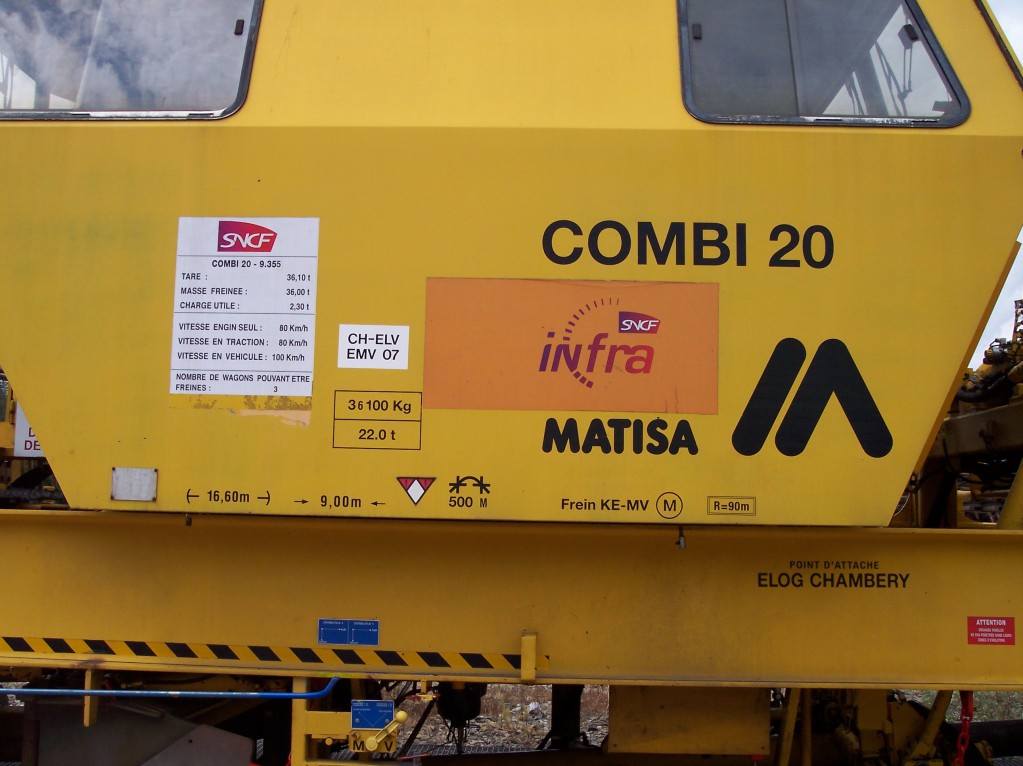 SNCF
COMBI 20 - 9.355
TARE : 36,10 t
MASSE FREINEE : 36,00 t
CHARGE UTILE : 2,30 t
VITESSE ENGIN SEUL : 80 Km/h
VITESSE EN TRACTION : 80 Km/h
VITESSE EN VEHICULE : 100 Km/h
NOMBRE DE WAGONS POUVANT ETRE
FREINES : 3
CH-ELV
EMV 07
36100 Kg
22.0 t
COMBI 20
SNCF
infra
MATISA
16,60m
9,00m
500 M
Frein KE-MV M
R=90m
POINT D'ATTACHE
ELOG CHAMBERY
ATTENTION
D
DE
M V